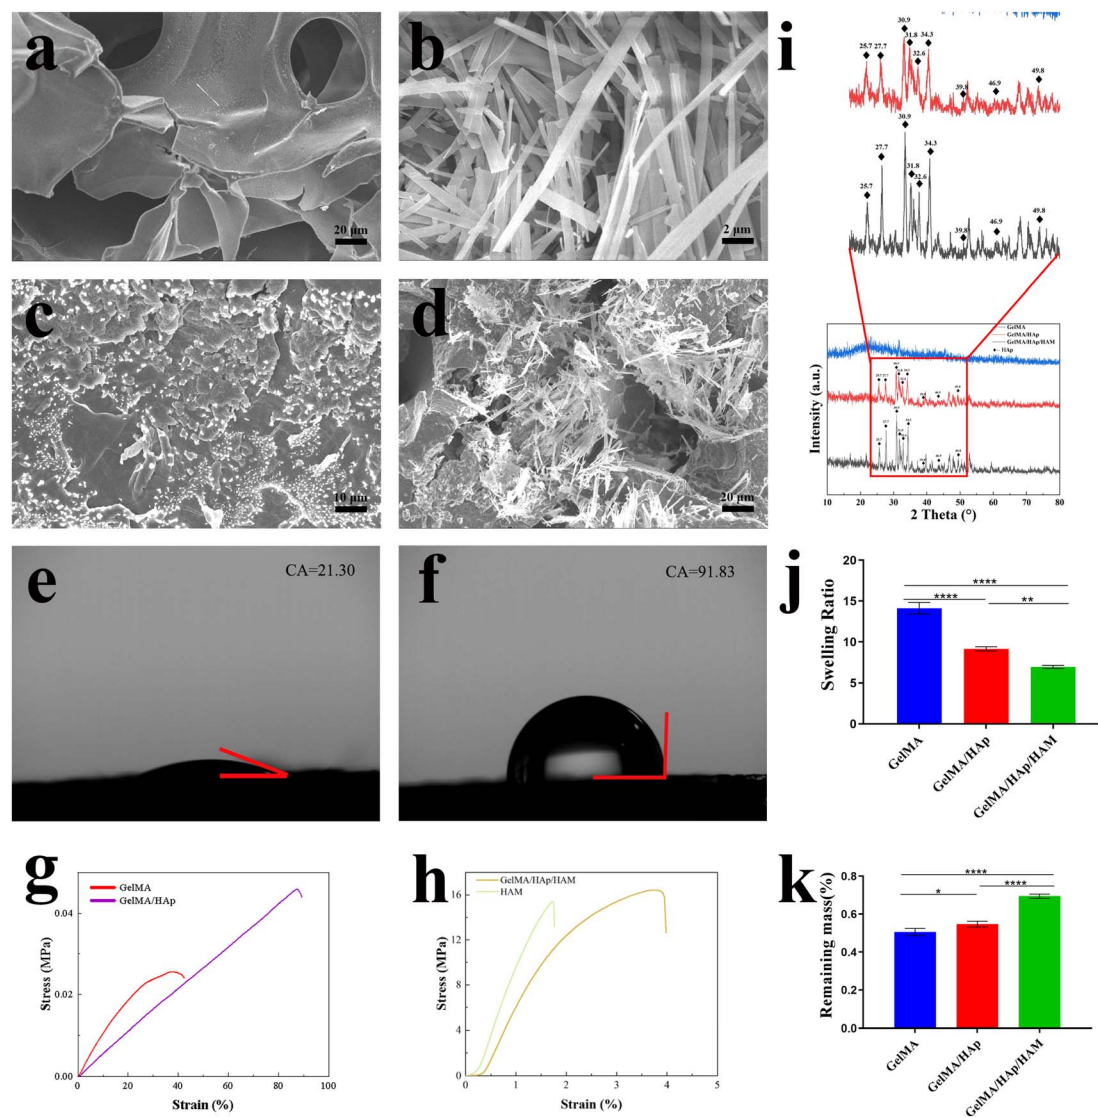 a
20 μm
b
2 μm
c
10 μm
d
20 μm
e
CA=21.30
f
CA=91.83
g
GelMA
GelMA/HAp
Stress (MPa)
0.04
0.02
0.00
0 20 40 60 80 100
Strain (%)
h
GelMA/HAp/HAM
HAM
Stress (MPa)
16
12
8
4
0
0 1 2 3 4 5
Strain (%)
i
30.9
31.8
34.3
25.7 27.7
32.6
39.8
46.9
49.8
30.9
34.3
27.7
31.8
32.6
25.7
39.8
46.9
49.8
GelMA
GelMA/HAp
GelMA/HAp/HAM
HAp
Intensity (a.u.)
10 20 30 40 50 60 70 80
2 Theta (°)
j
Swelling Ratio
20
15
10
5
0
****
**** **
GelMA
GelMA/HAp
GelMA/HAp/HAM
k
Remaining mass(%)
0.8
0.6
0.4
0.2
0.0
****
* ****
GelMA
GelMA/HAp
GelMA/HAp/HAM